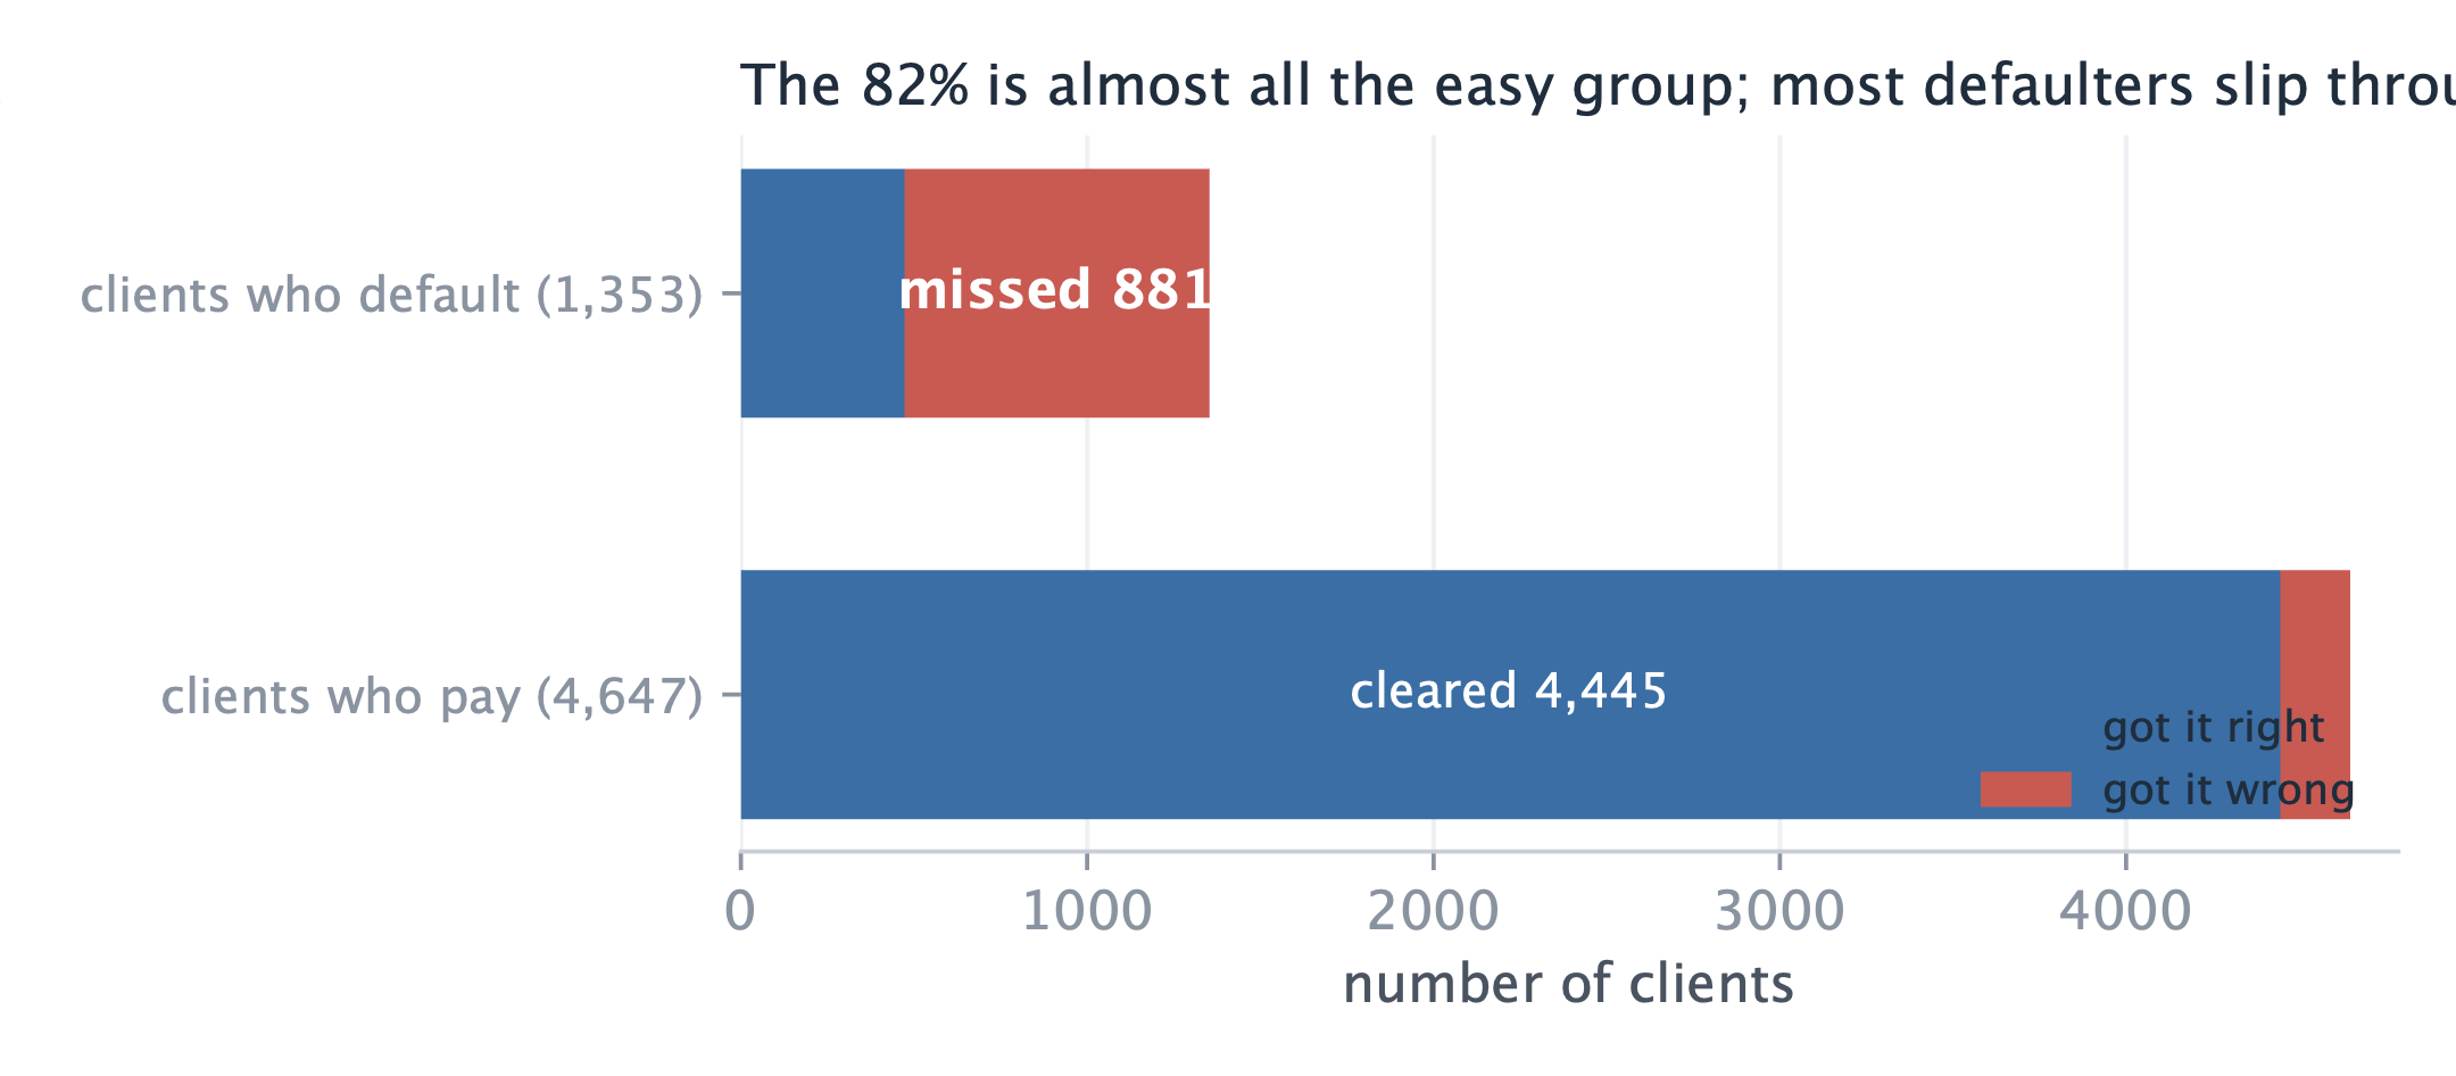 The 82% is almost all the easy group; most defaulters slip throu
clients who default (1,353)
missed 881
clients who pay (4,647)
cleared 4,445
got it right
got it wrong
0 1000 2000 3000 4000
number of clients